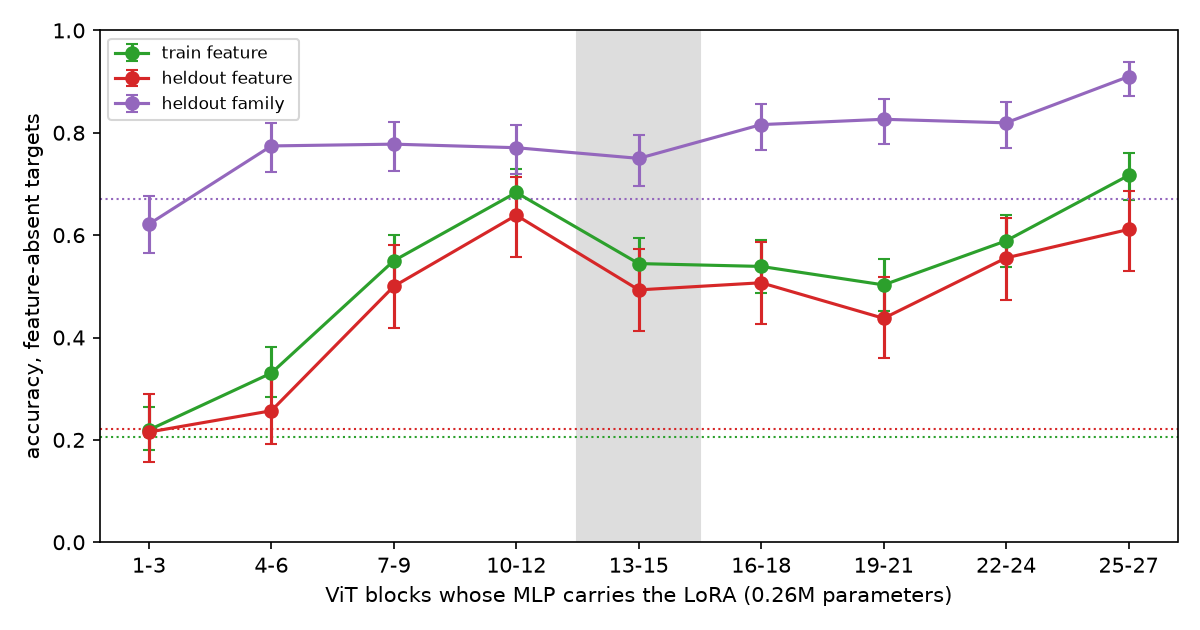 1.0
0.8
0.6
0.4
0.2
0.0
accuracy, feature-absent targets
train feature
heldout feature
heldout family
1-3 4-6 7-9 10-12 13-15 16-18 19-21 22-24 25-27
ViT blocks whose MLP carries the LoRA (0.26M parameters)